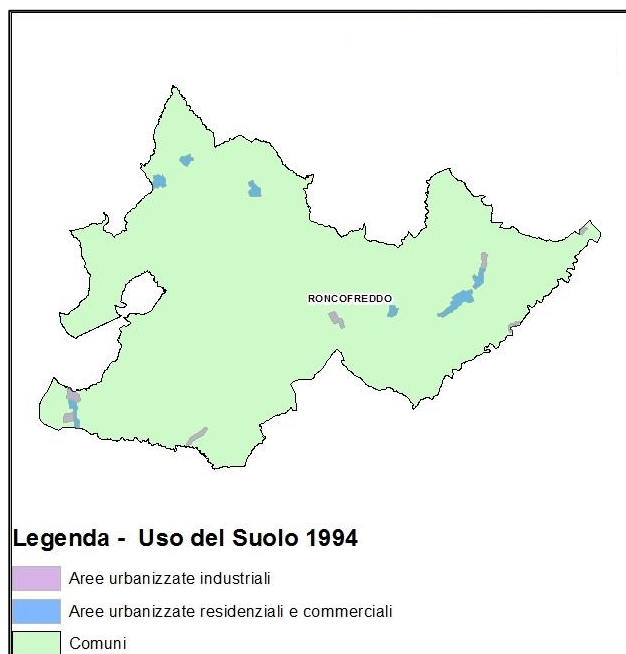 RONCOFREDDO
Legenda - Uso del Suolo 1994
Aree urbanizzate industriali
Aree urbanizzate residenziali e commerciali
Comuni